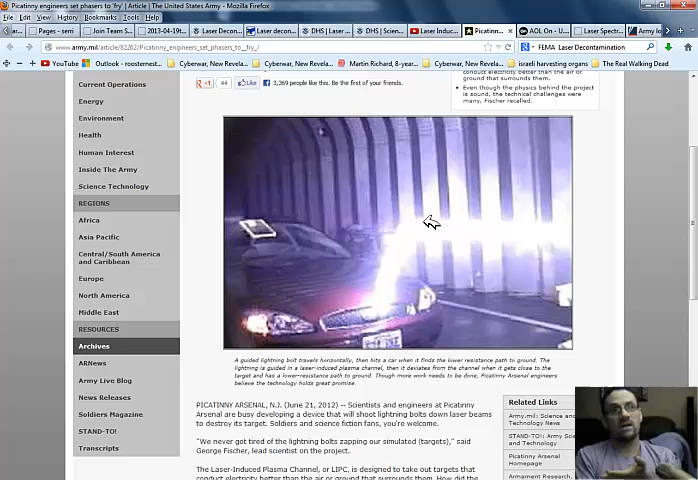 Picatinny engineers set phasers to 'fry' | Article | The United States Army - Mozilla Firefox
File Edit View History Bookmarks Tools Help
Pages - semi
Join Team S...
2013-04-19t...
Laser Decon...
Laser decon...
DHS | Laser ...
DHS | Scien...
Laser Induc...
Picatinn...
AOL On - U...
Laser Spectr...
Army lo
www.army.mil/article/82262/Picatinny_engineers_set_phasers_to__fry_/
FEMA Laser Decontamination
YouTube
Outlook - roosternest...
Cyberwar, New Revela...
Martin Richard, 8-year...
Cyberwar, New Revela...
Cyberwar, New Revela...
israeli harvesting organs
The Real Walking Dead
Current Operations
Energy
Environment
Health
Human Interest
Inside The Army
Science Technology
REGIONS
Africa
Asia Pacific
Central/South America
and Caribbean
Europe
North America
Middle East
RESOURCES
Archives
ARNews
Army Live Blog
News Releases
Soldiers Magazine
STAND-TO!
Transcripts
+1 44 Like 3,369 people like this. Be the first of your friends.
conduct electricity better than the air or
ground that surrounds them.
Even though the physics behind the project
is sound, the technical challenges were
many, Fischer recalled.
A guided lightning bolt travels horizontally, then hits a car when it finds the lower resistance path to ground. The
lightning is guided in a laser-induced plasma channel, then it deviates from the channel when it gets close to the
target and has a lower-resistance path to ground. Though more work needs to be done, Picatinny Arsenal engineers
believe the technology holds great promise.
PICATINNY ARSENAL, N.J. (June 21, 2012) -- Scientists and engineers at Picatinny
Arsenal are busy developing a device that will shoot lightning bolts down laser beams
to destroy its target. Soldiers and science fiction fans, you're welcome.
"We never got tired of the lightning bolts zapping our simulated (targets)," said
George Fischer, lead scientist on the project.
The Laser-Induced Plasma Channel, or LIPC, is designed to take out targets that
conduct electricity better than the air or ground that surrounds them. How did the
Related Links
Army.mil: Science and
Technology News
STAND-TO!: Army Sci
and Technology
Picatinny Arsenal
Homepage
Armament Research,